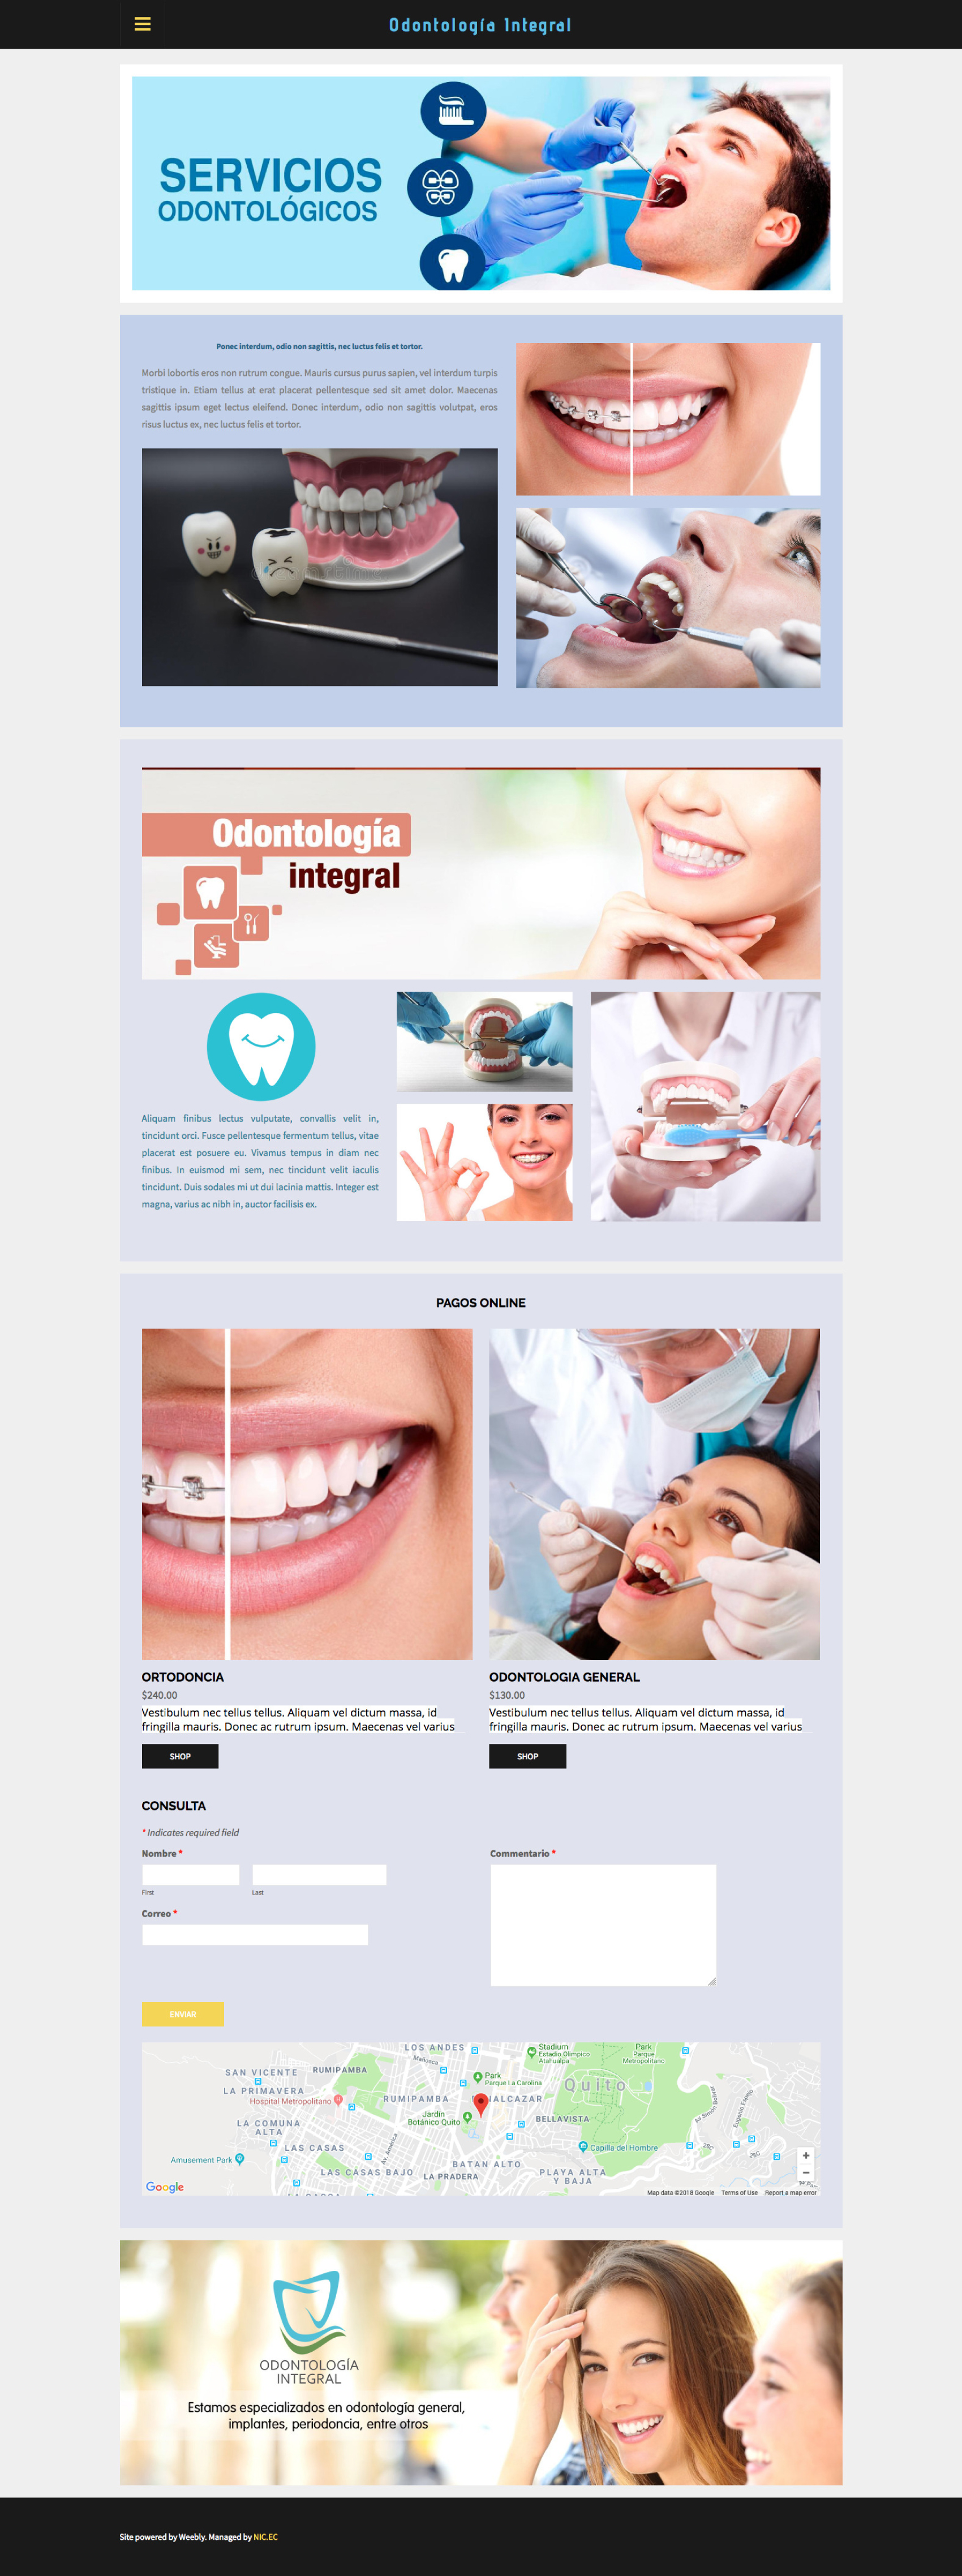 Odontología Integral
SERVICIOS
ODONTOLÓGICOS
Ponec interdum, odio non sagittis, nec luctus felis et tortor.
Morbi lobortis eros non rutrum congue. Mauris cursus purus sapien, vel interdum turpis
tristique in. Etiam tellus at erat placerat pellentesque sed sit amet dolor. Maecenas
sagittis ipsum eget lectus eleifend. Donec interdum, odio non sagittis volutpat, eros
risus luctus ex, nec luctus felis et tortor.
Odontología
integral
Aliquam finibus lectus vulputate, convallis velit in,
tincidunt orci. Fusce pellentesque fermentum tellus, vitae
placerat est posuere eu. Vivamus tempus in diam nec
finibus. In euismod mi sem, nec tincidunt velit iaculis
tincidunt. Duis sodales mi ut dui lacinia mattis. Integer est
magna, varius ac nibh in, auctor facilisis ex.
PAGOS ONLINE
ORTODONCIA
$240.00
Vestibulum nec tellus tellus. Aliquam vel dictum massa, id
fringilla mauris. Donec ac rutrum ipsum. Maecenas vel varius
SHOP
ODONTOLOGIA GENERAL
$130.00
Vestibulum nec tellus tellus. Aliquam vel dictum massa, id
fringilla mauris. Donec ac rutrum ipsum. Maecenas vel varius
SHOP
CONSULTA
* Indicates required field
Nombre *
First
Last
Correo *
Commentario *
ENVIAR
LOS ANDES
Stadium
Estadio Olímpico
Atahualpa
Park
Parque
Metropolitano
Mañosca
SAN VICENTE
RUMIPAMBA
Park
Parque La Carolina
Quito
LA PRIMAVERA
Hospital Metropolitano
RUMIPAMBA
Jardín
Botánico Quito
BELLAVISTA
LA COMUNA
ALTA
Av. América
Av Simón Bolívar
Eugenio Espejo
LAS CASAS
Capilla del Hombre
Amusement Park
BATAN ALTO
LAS CASAS BAJO
LA PRADERA
PLAYA ALTA
Y BAJA
Google
Map data ©2018 Google
Terms of Use
Report a map error
ODONTOLOGÍA
INTEGRAL
Estamos especializados en odontología general,
implantes, periodoncia, entre otros
Site powered by Weebly. Managed by NIC.EC